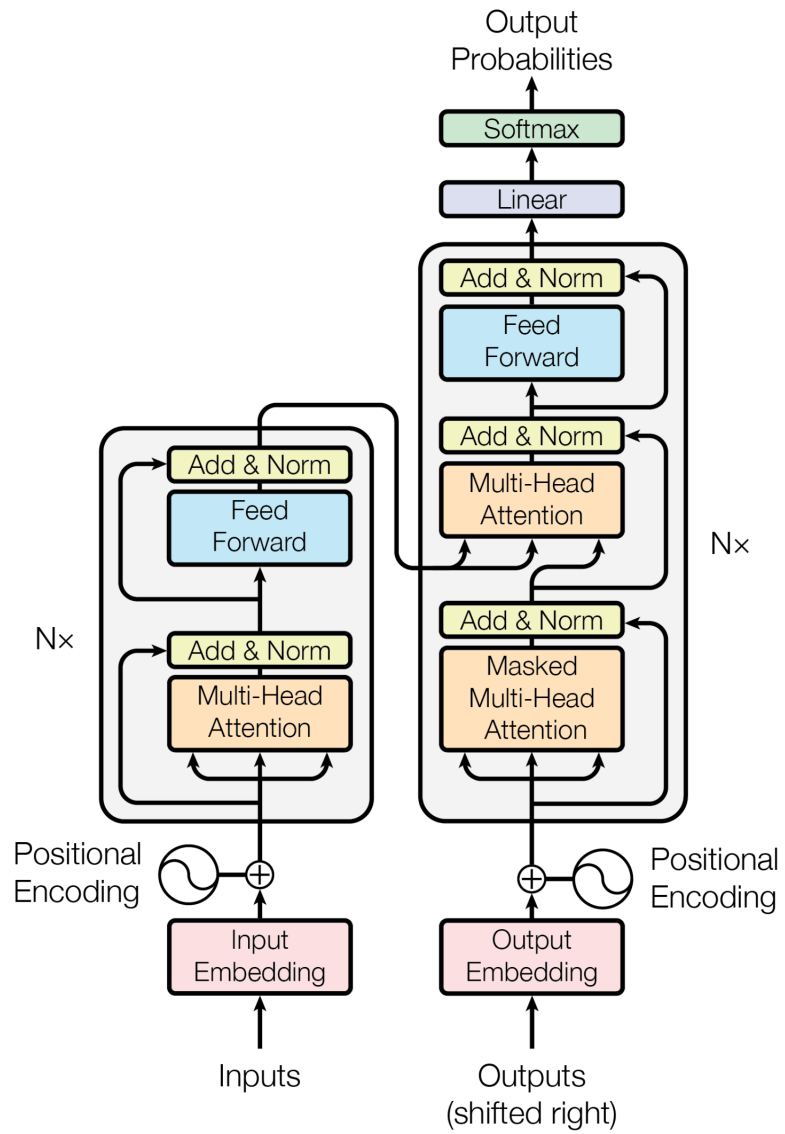 Output
Probabilities
Softmax
Linear
Add & Norm
Feed
Forward
Add & Norm
Multi-Head
Attention
Add & Norm
Masked
Multi-Head
Attention
N×
Add & Norm
Feed
Forward
Add & Norm
Multi-Head
Attention
N×
Positional
Encoding
Positional
Encoding
Input
Embedding
Output
Embedding
Inputs
Outputs
(shifted right)